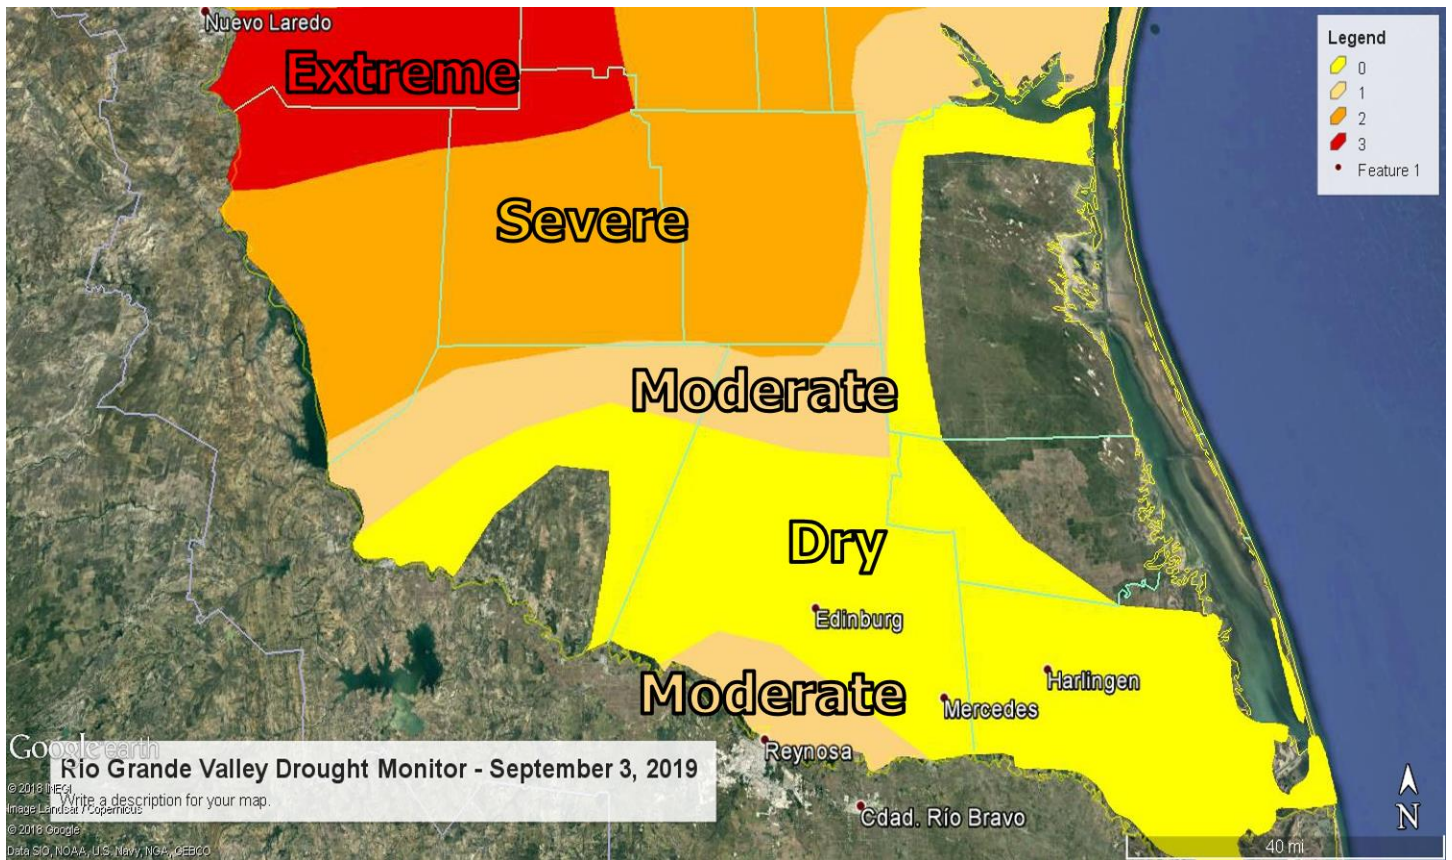 Nuevo Laredo
Extreme
Legend
0
1
2
3
Feature 1
Severe
Moderate
Dry
Edinburg
Moderate
Harlingen
Mercedes
Reynosa
Google earth
Rio Grande Valley Drought Monitor - September 3, 2019
Write a description for your map.
© 2018 INEGI
Image Landsat / Copernicus
© 2018 Google
Data SIO, NOAA, U.S. Navy, NGA, GEBCO
Cdad. Río Bravo
N
40 mi